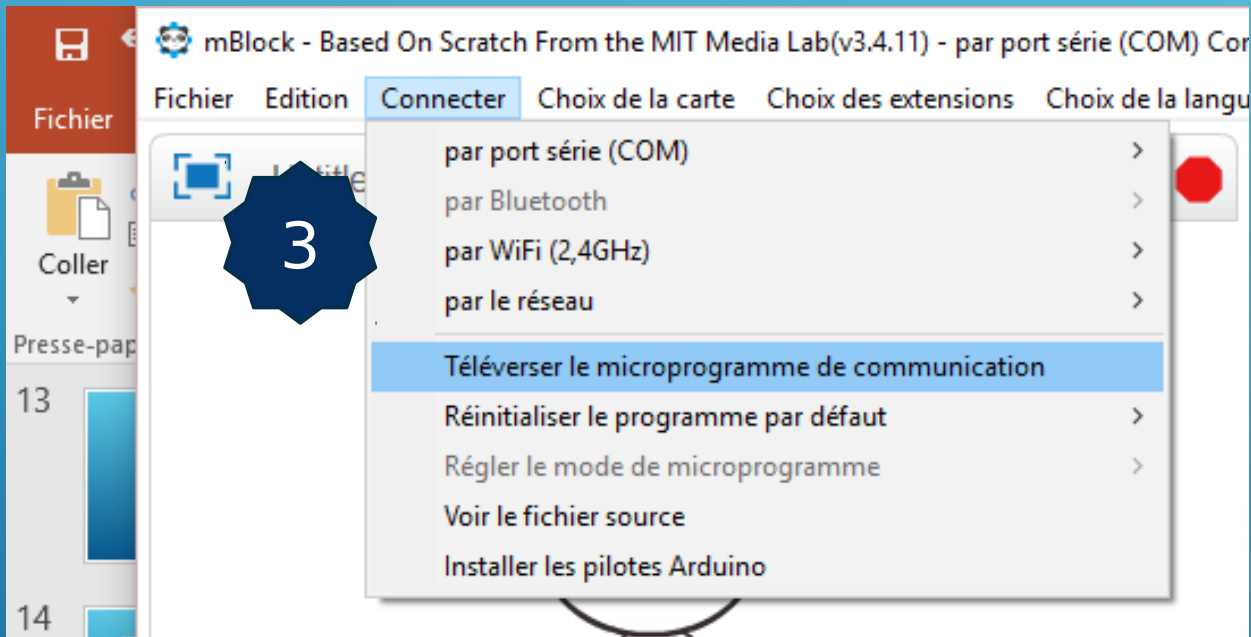 mBlock - Based On Scratch From the MIT Media Lab(v3.4.11) - par port série (COM) Cor
Fichier Edition Connecter Choix de la carte Choix des extensions Choix de la langu
Fichier
par port série (COM)
par Bluetooth
3
par WiFi (2,4GHz)
Coller
par le réseau
Presse-pap
Téléverser le microprogramme de communication
13
Réinitialiser le programme par défaut
Régler le mode de microprogramme
Voir le fichier source
Installer les pilotes Arduino
14